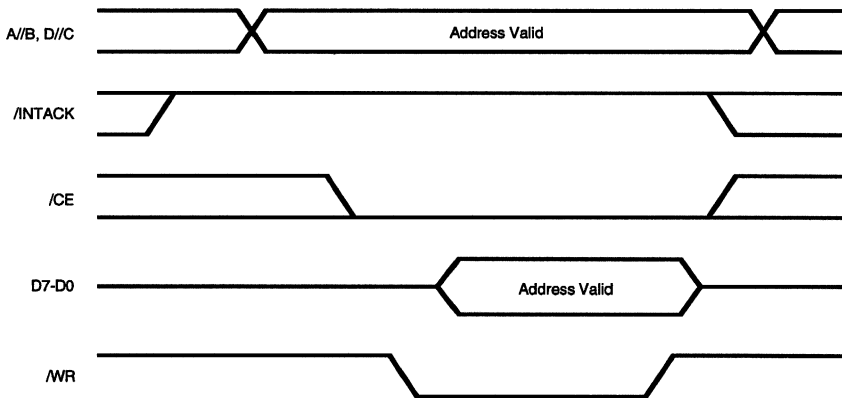 A//B, D//C
Address Valid
/INTACK
/CE
D7-D0
Address Valid
/WR